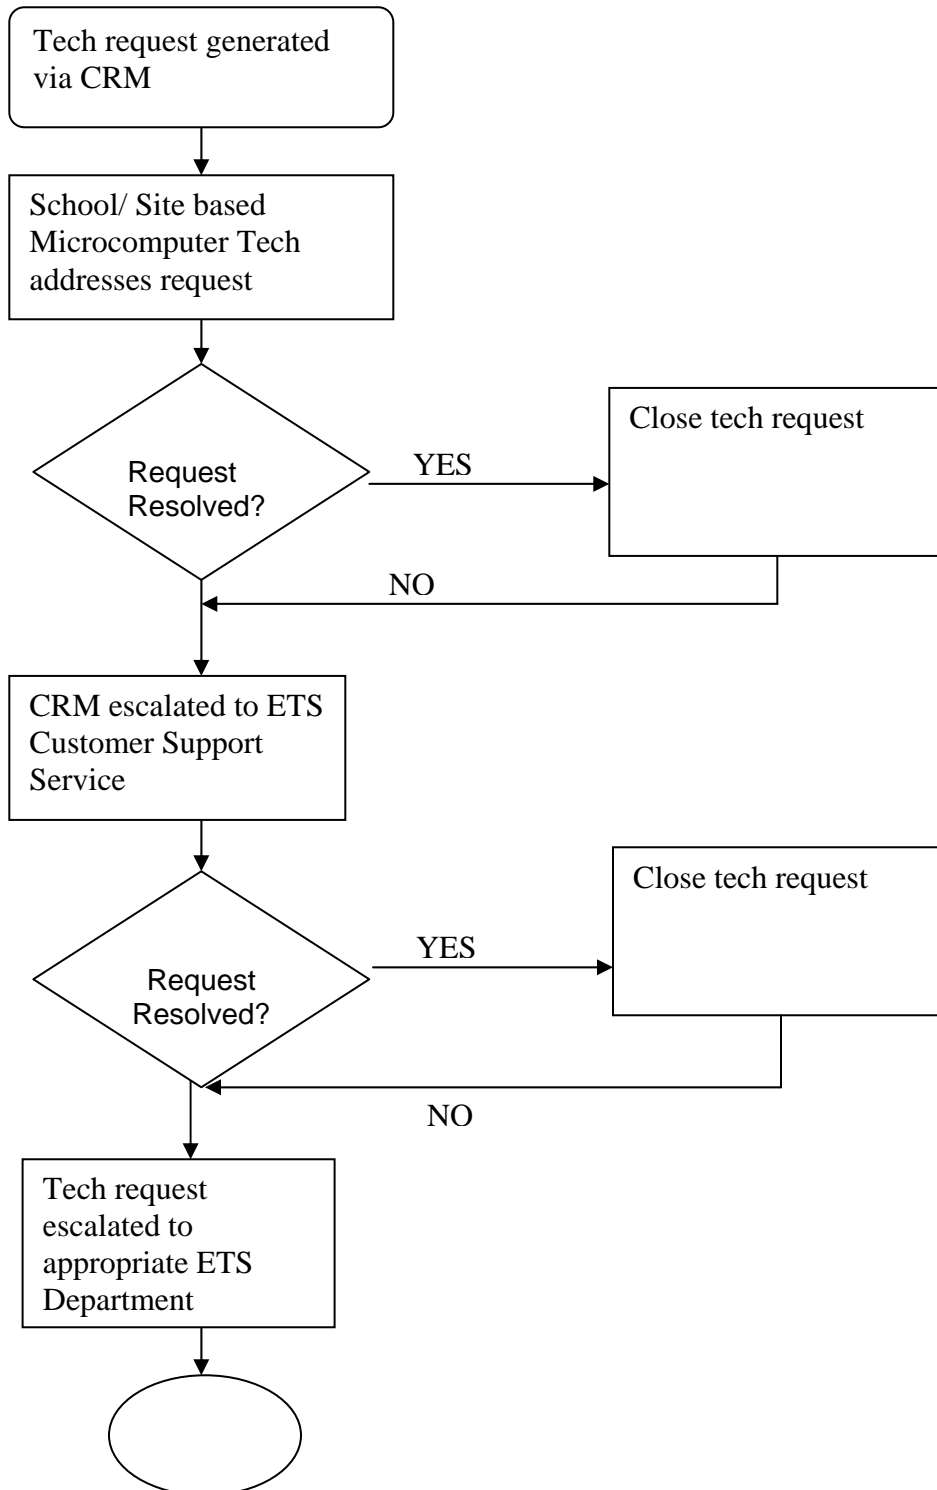 Tech request generated
via CRM
School/ Site based
Microcomputer Tech
addresses request
Request
Resolved?
YES
Close tech request
NO
CRM escalated to ETS
Customer Support
Service
Request
Resolved?
YES
Close tech request
NO
Tech request
escalated to
appropriate ETS
Department